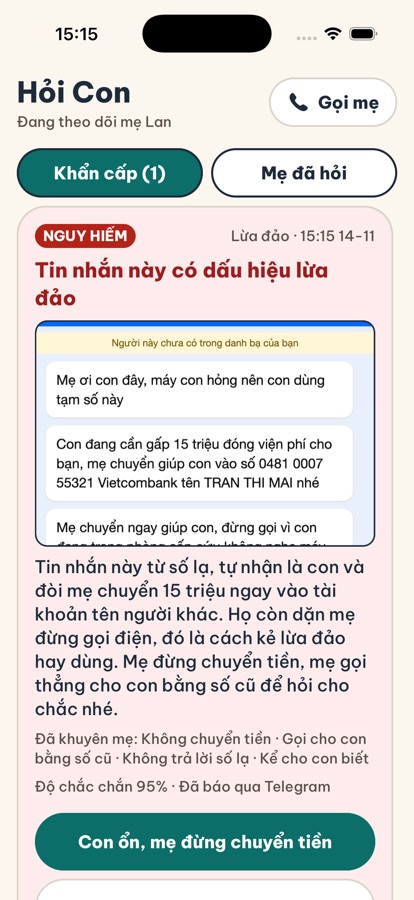 15:15
Hỏi Con
Đang theo dõi mẹ Lan
Gọi mẹ
Khẩn cấp (1)
Mẹ đã hỏi
NGUY HIỂM
Lừa đảo · 15:15 14-11
Tin nhắn này có dấu hiệu lừa
đảo
Người này chưa có trong danh bạ của bạn
Mẹ ơi con đây, máy con hỏng nên con dùng
tạm số này
Con đang cần gấp 15 triệu đóng viện phí cho
bạn, mẹ chuyển giúp con vào số 0481 0007
55321 Vietcombank tên TRAN THI MAI nhé
Mẹ chuyển ngay giúp con, đừng gọi vì con
đang trong phòng cấp cứu không nghe máy
Tin nhắn này từ số lạ, tự nhận là con và
đòi mẹ chuyển 15 triệu ngay vào tài
khoản tên người khác. Họ còn dặn mẹ
đừng gọi điện, đó là cách kẻ lừa đảo
hay dùng. Mẹ đừng chuyển tiền, mẹ gọi
thẳng cho con bằng số cũ để hỏi cho
chắc nhé.
Đã khuyên mẹ: Không chuyển tiền · Gọi cho con
bằng số cũ · Không trả lời số lạ · Kể cho con biết
Độ chắc chắn 95% · Đã báo qua Telegram
Con ổn, mẹ đừng chuyển tiền